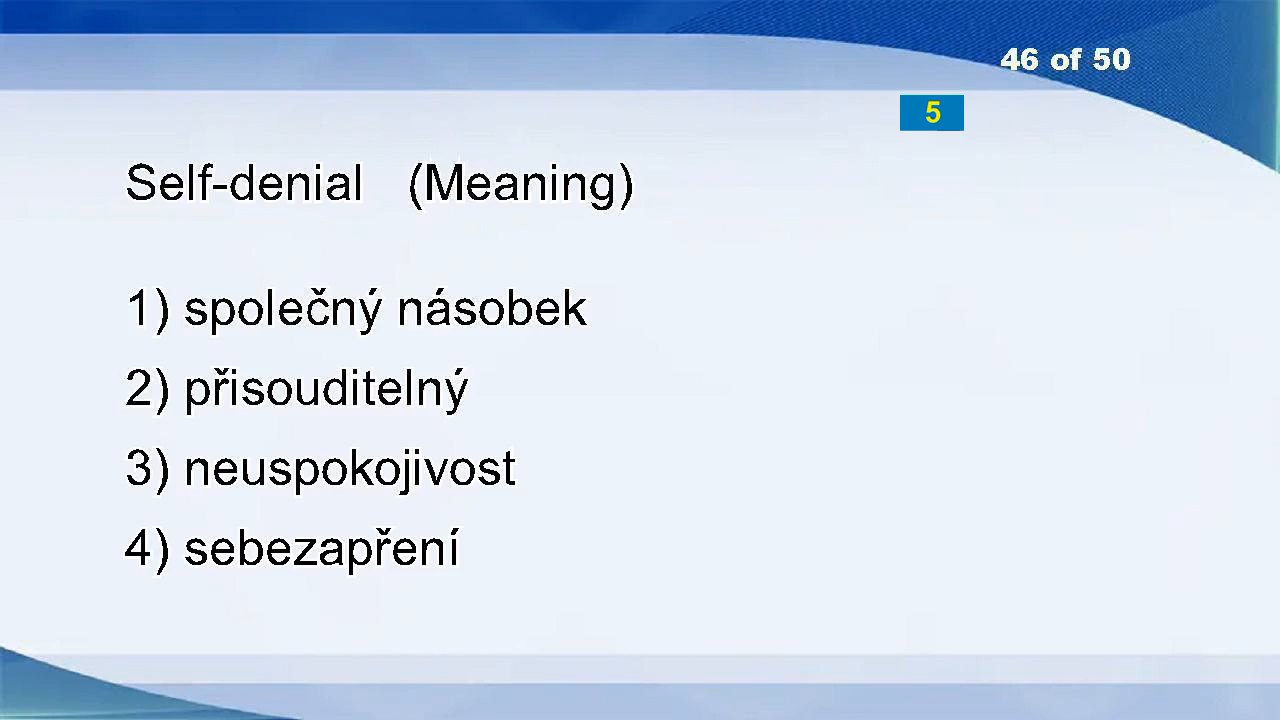 46 of 50
5
Self-denial (Meaning)
1) společný násobek
2) přisouditelný
3) neuspokojivost
4) sebezapření